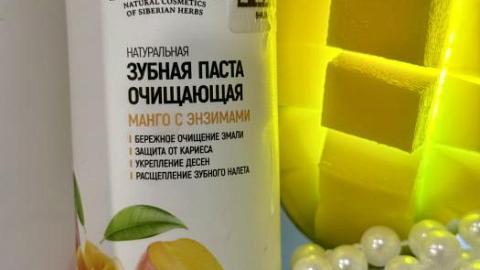 NATURAL COSMETICS
OF SIBERIAN HERBS
НАТУРАЛЬНАЯ
ЗУБНАЯ ПАСТА
ОЧИЩАЮЩАЯ
МАНГО С ЭНЗИМАМИ
БЕРЕЖНОЕ ОЧИЩЕНИЕ ЭМАЛИ
ЗАЩИТА ОТ КАРИЕСА
УКРЕПЛЕНИЕ ДЕСЕН
РАСЩЕПЛЕНИЕ ЗУБНОГО НАЛЕТА